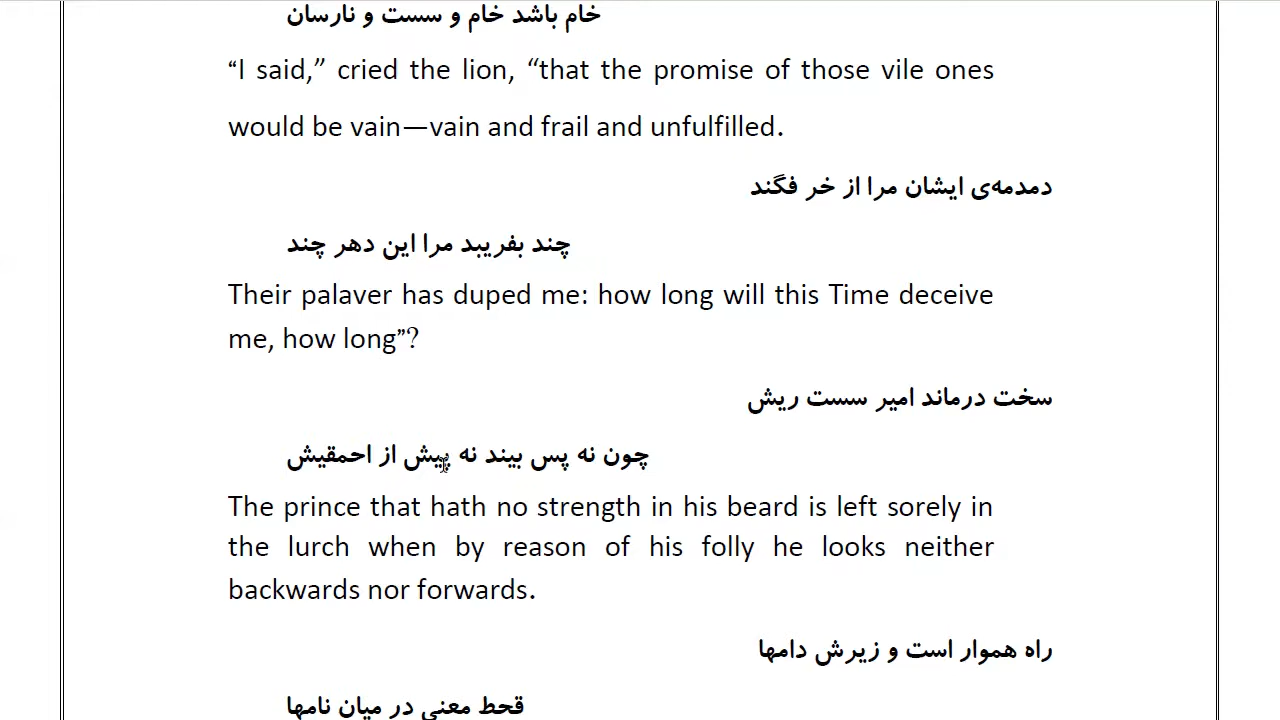 خام باشد خام و سست و نارسان
“I said,” cried the lion, “that the promise of those vile ones
would be vain—vain and frail and unfulfilled.
دمدمه‌ی ایشان مرا از خر فگند
چند بفریبد مرا این دهر چند
Their palaver has duped me: how long will this Time deceive
me, how long”?
سخت درماند امیر سست ریش
چون نه پس بیند نه پیش از احمقیش
The prince that hath no strength in his beard is left sorely in
the lurch when by reason of his folly he looks neither
backwards nor forwards.
راه هموار است و زیرش دامها
قحط معنی در میان نامها